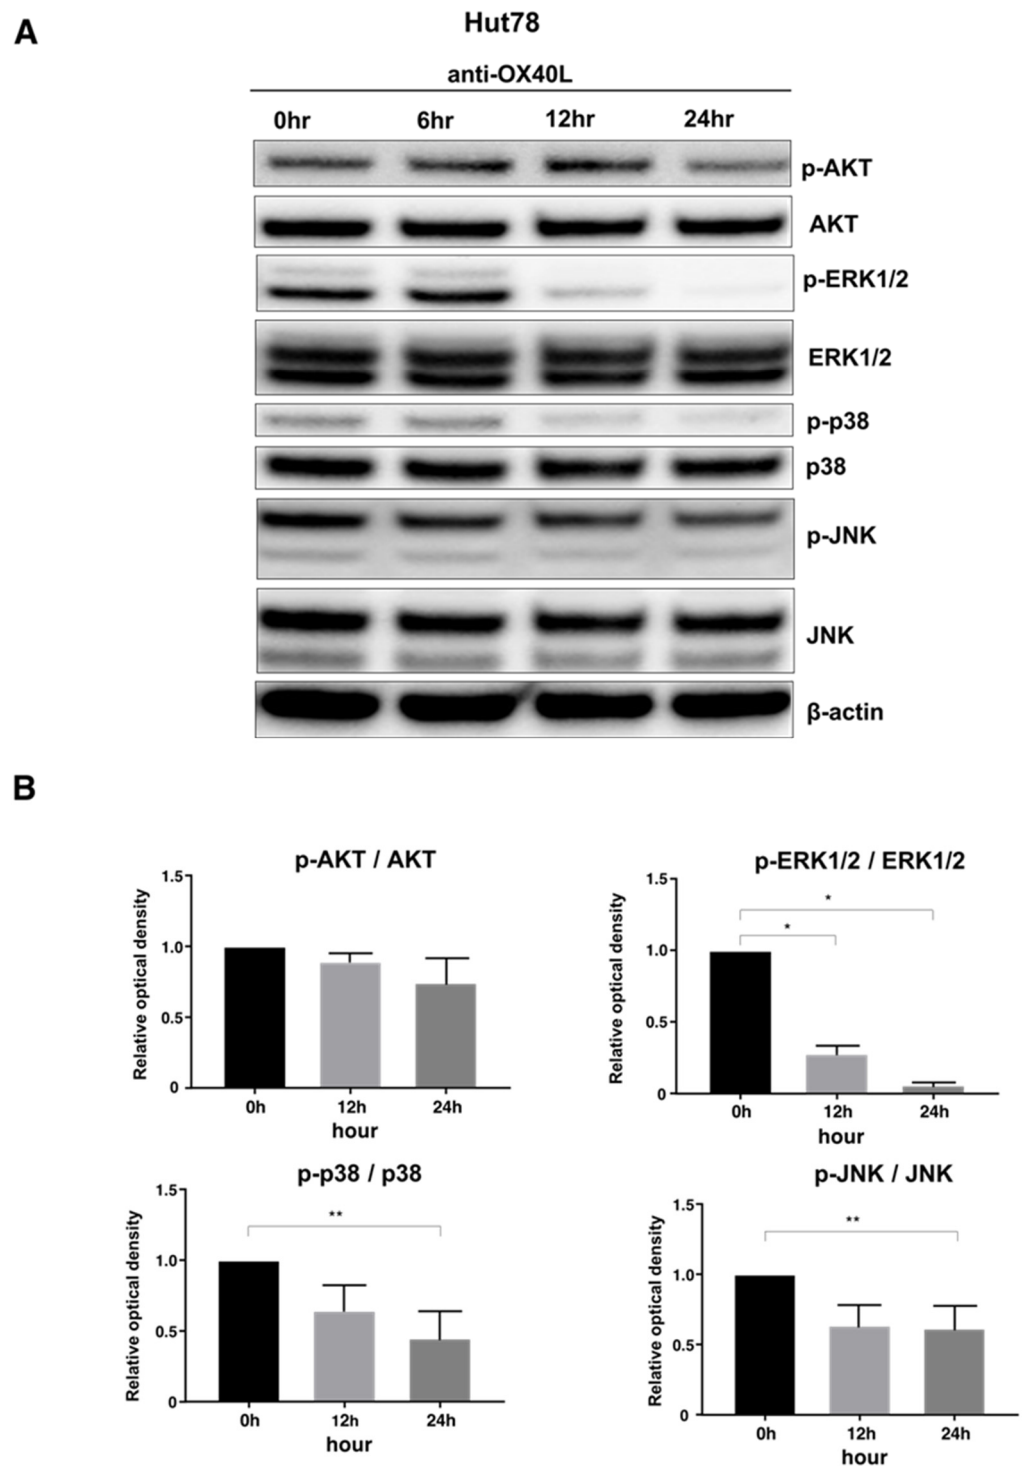 A
Hut78
anti-OX40L
0hr 6hr 12hr 24hr
p-AKT
AKT
p-ERK1/2
ERK1/2
p-p38
p38
p-JNK
JNK
β-actin
B
p-AKT / AKT
Relative optical density
1.5
1.0
0.5
0
0h 12h 24h
hour
p-ERK1/2 / ERK1/2
Relative optical density
1.5
1.0
0.5
0
*
*
0h 12h 24h
hour
p-p38 / p38
Relative optical density
1.5
1.0
0.5
0
**
0h 12h 24h
hour
p-JNK / JNK
Relative optical density
1.5
1.0
0.5
0
**
0h 12h 24h
hour